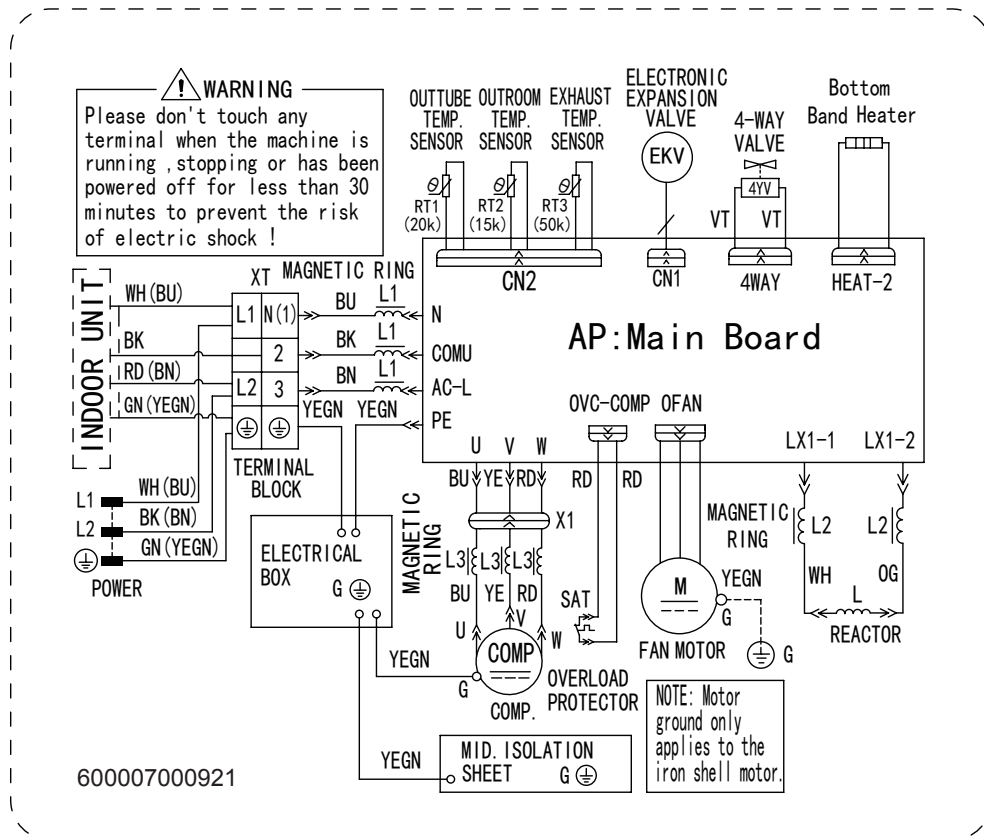 WARNING
Please don't touch any
terminal when the machine is
running ,stopping or has been
powered off for less than 30
minutes to prevent the risk
of electric shock !
OUTTUBE
TEMP.
SENSOR
OUTROOM
TEMP.
SENSOR
EXHAUST
TEMP.
SENSOR
ELECTRONIC
EXPANSION
VALVE
EKV
4-WAY
VALVE
4YV
Bottom
Band Heater
θ
RT1
(20k)
θ
RT2
(15k)
θ
RT3
(50k)
VT
VT
CN2
CN1
4WAY
HEAT-2
AP:Main Board
INDOOR UNIT
WH(BU)
BK
RD(BN)
GN(YEGN)
XT
L1
N(1)
2
L2
3
TERMINAL
BLOCK
MAGNETIC RING
BU
L1
N
BK
L1
COMU
BN
L1
AC-L
YEGN
YEGN
PE
L1
WH(BU)
L2
BK(BN)
GN(YEGN)
POWER
U
V
W
BU
YE
RD
X1
MAGNETIC
RING
L3
L3
L3
BU
YE
RD
U
V
W
COMP
G
COMP.
OVC-COMP
RD
RD
SAT
OVERLOAD
PROTECTOR
OFAN
M
FAN MOTOR
G
YEGN
G
LX1-1
LX1-2
MAGNETIC
RING
L2
L2
WH
OG
L
REACTOR
ELECTRICAL
BOX
G
YEGN
YEGN
MID. ISOLATION
SHEET
G
NOTE: Motor
ground only
applies to the
iron shell motor.
600007000921